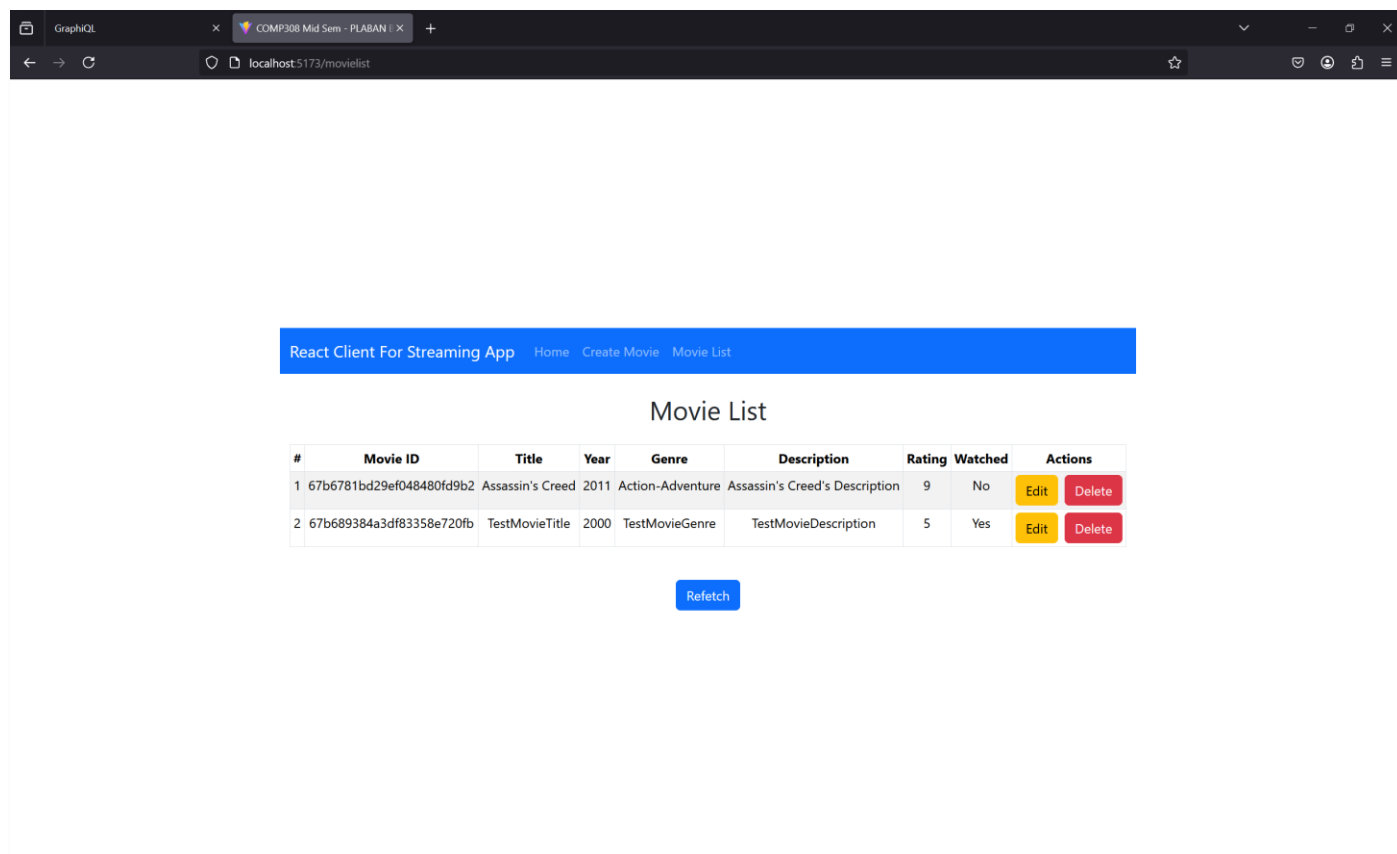 GraphiQL
COMP308 Mid Sem - PLABAN
localhost:5173/movielist
React Client For Streaming App Home Create Movie Movie List
Movie List
# Movie ID Title Year Genre Description Rating Watched Actions
1 67b6781bd29ef048480fd9b2 Assassin's Creed 2011 Action-Adventure Assassin's Creed's Description 9 No Edit Delete
2 67b689384a3df83358e720fb TestMovieTitle 2000 TestMovieGenre TestMovieDescription 5 Yes Edit Delete
Refetch